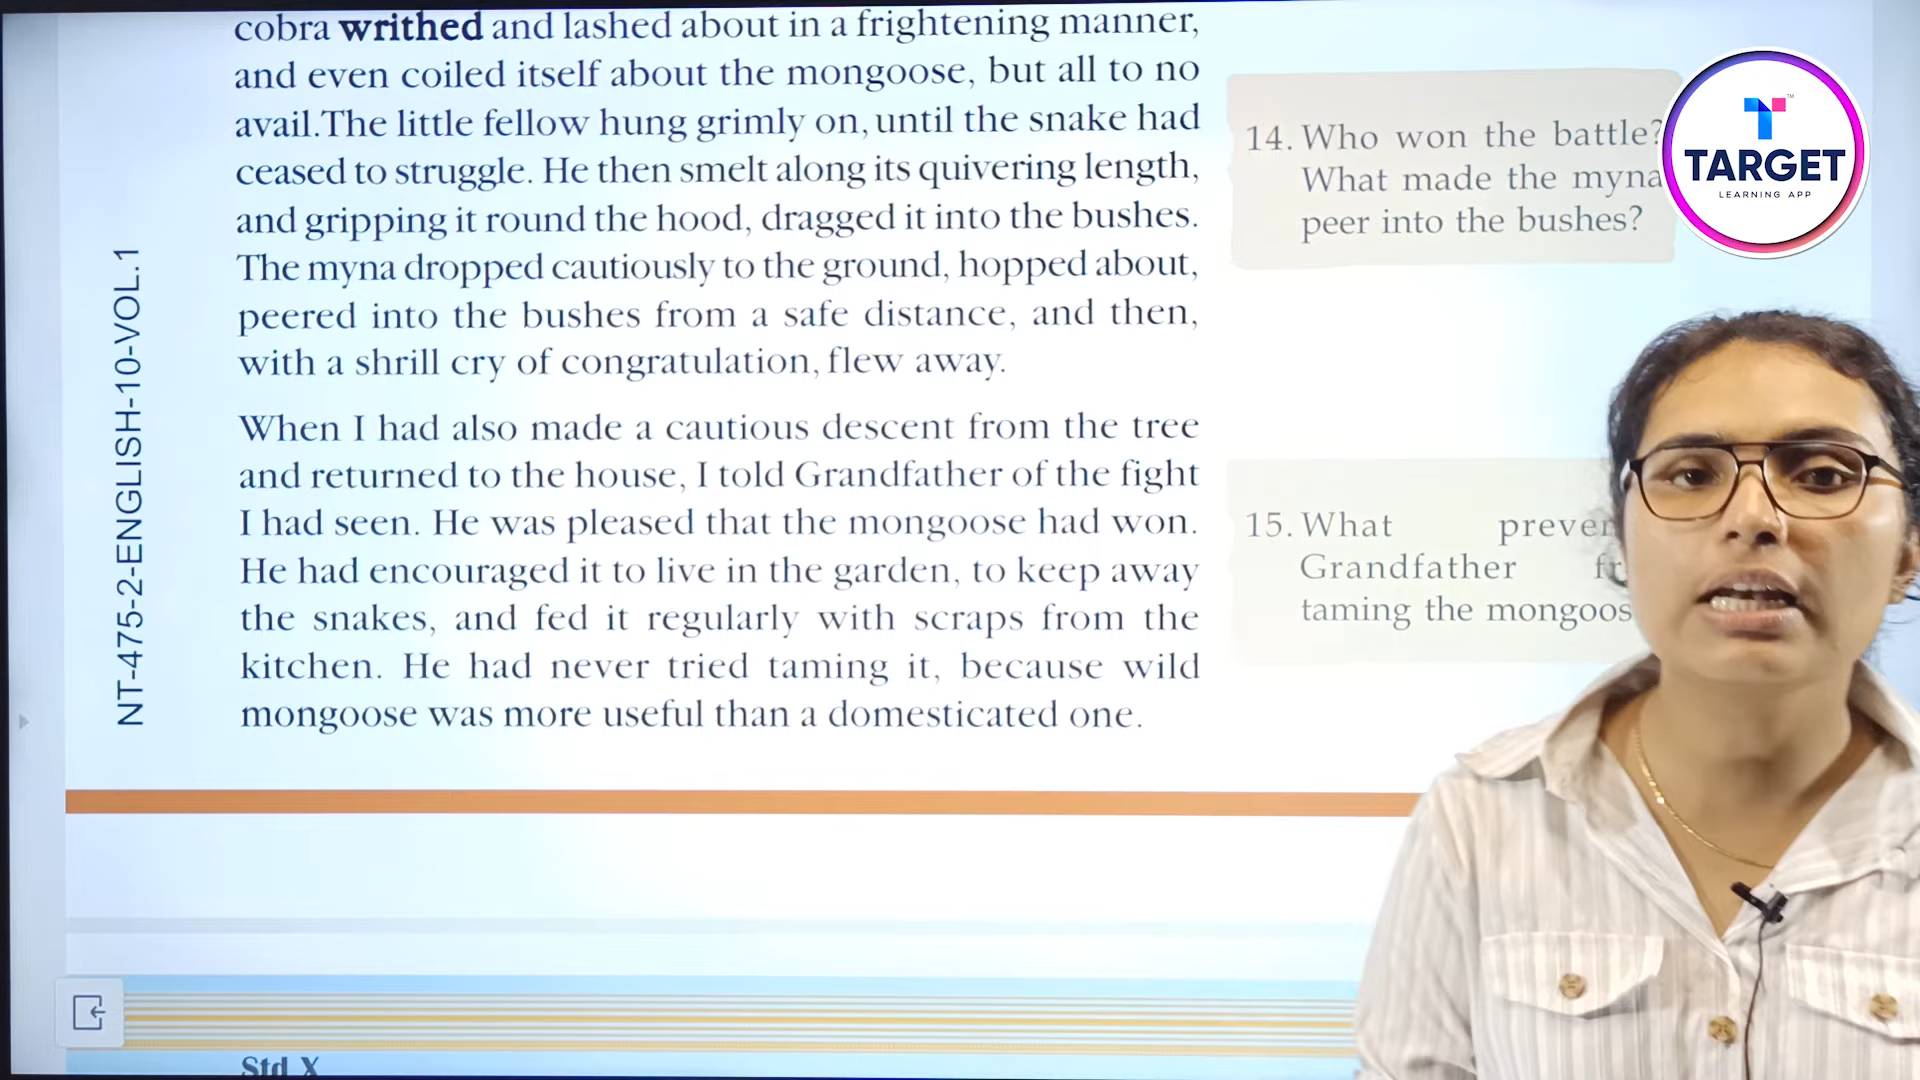 cobra writhed and lashed about in a frightening manner,
and even coiled itself about the mongoose, but all to no
avail.The little fellow hung grimly on, until the snake had
ceased to struggle. He then smelt along its quivering length,
and gripping it round the hood, dragged it into the bushes.
The myna dropped cautiously to the ground, hopped about,
peered into the bushes from a safe distance, and then,
with a shrill cry of congratulation, flew away.
When I had also made a cautious descent from the tree
and returned to the house, I told Grandfather of the fight
I had seen. He was pleased that the mongoose had won.
He had encouraged it to live in the garden, to keep away
the snakes, and fed it regularly with scraps from the
kitchen. He had never tried taming it, because wild
mongoose was more useful than a domesticated one.
14. Who won the battle?
What made the myna
peer into the bushes?
15. What
Grandfather
taming the
NT-475-2-ENGLISH-10-VOL.1
Std X
TARGET
LEARNING APP
TM